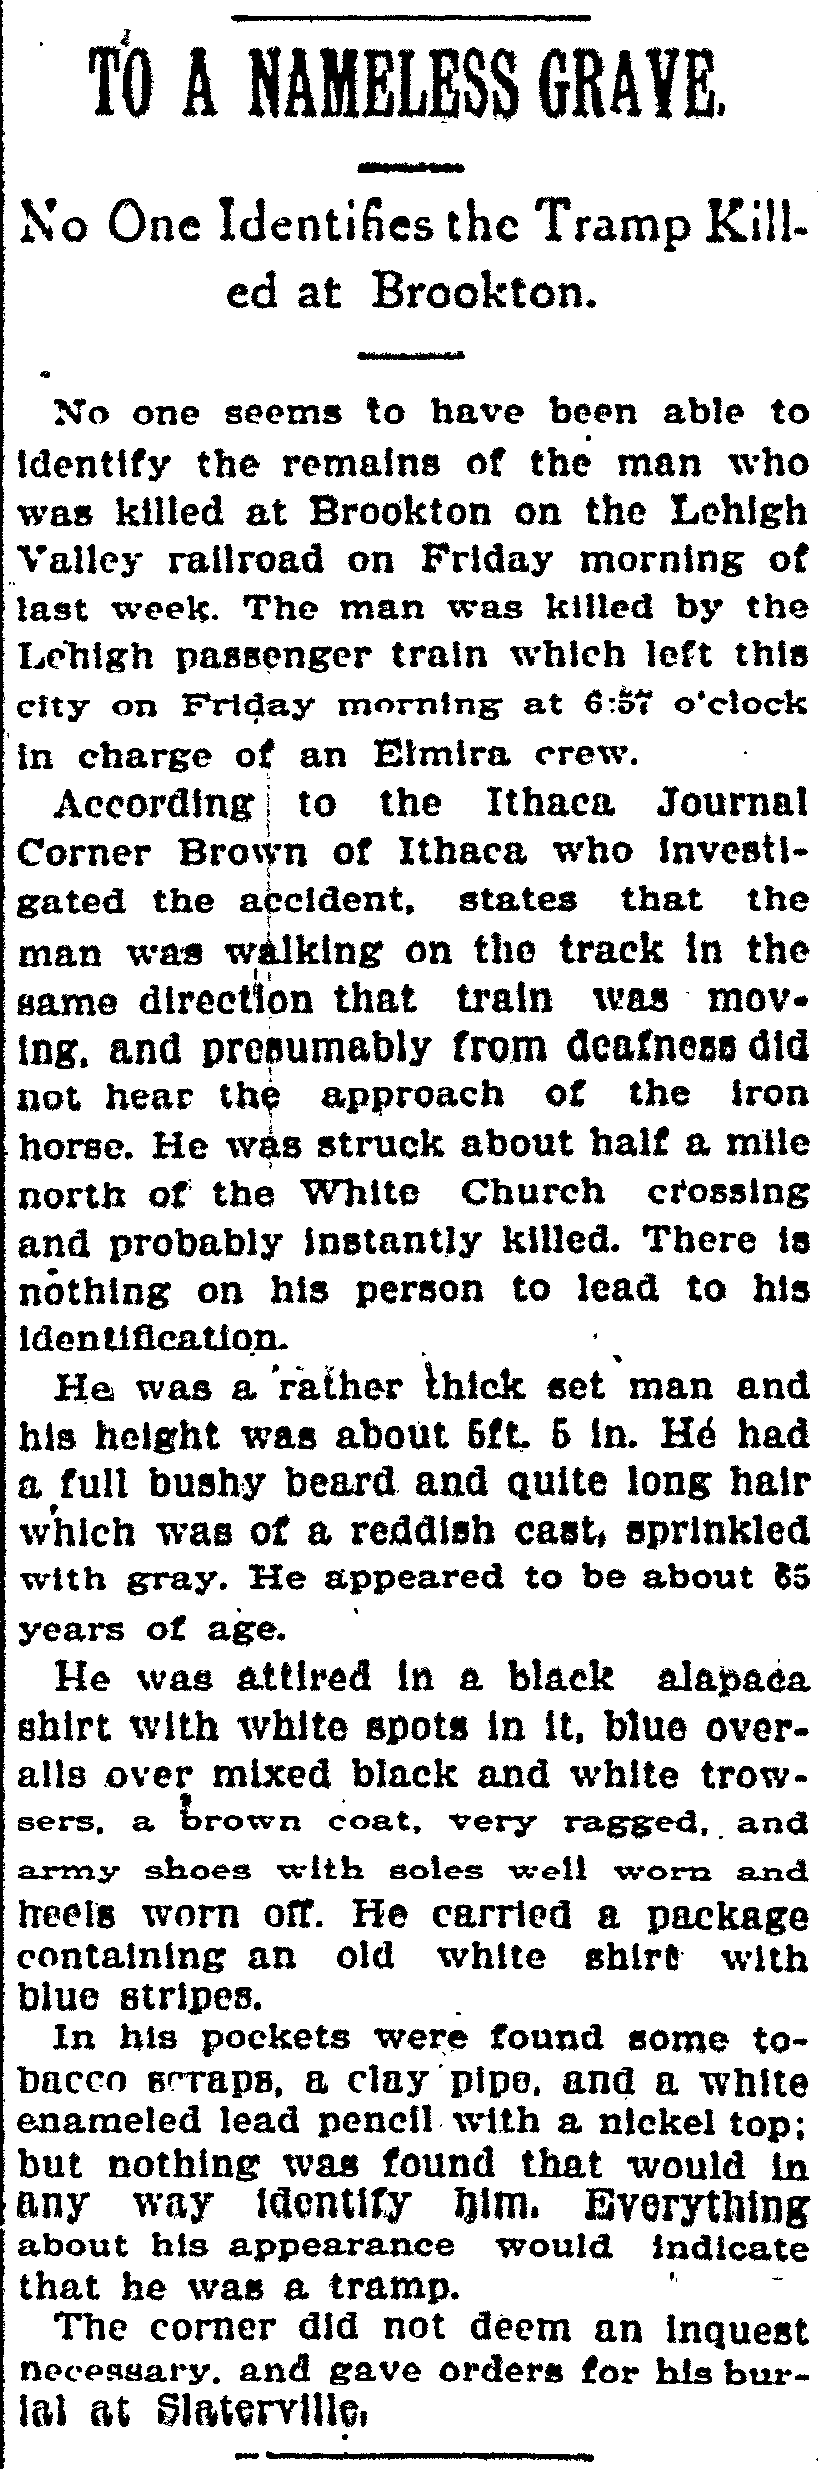 TO A NAMELESS GRAVE.
No One Identifies the Tramp Kill-
ed at Brookton.
No one seems to have been able to
identify the remains of the man who
was killed at Brookton on the Lehigh
Valley railroad on Friday morning of
last week. The man was killed by the
Lehigh passenger train which left this
city on Friday morning at 6:57 o'clock
in charge of an Elmira crew.
According to the Ithaca Journal
Corner Brown of Ithaca who investi-
gated the accident, states that the
man was walking on the track in the
same direction that train was mov-
ing, and presumably from deafness did
not hear the approach of the iron
horse. He was struck about half a mile
north of the White Church crossing
and probably instantly killed. There is
nothing on his person to lead to his
identification.
He was a rather thick set man and
his height was about 5ft. 5 in. He had
a full bushy beard and quite long hair
which was of a reddish cast, sprinkled
with gray. He appeared to be about
years of age.
He was attired in a black alapaca
shirt with white spots in it, blue over-
alls over mixed black and white trow-
sers, a brown coat, very ragged, and
army shoes with soles well worn and
heels worn off. He carried a package
containing an old white shirt with
blue stripes.
In his pockets were found some to-
bacco scraps, a clay pipe, and a white
enameled lead pencil with a nickel top;
but nothing was found that would in
any way identify him. Everything
about his appearance would indicate
that he was a tramp.
The corner did not deem an inquest
necessary, and gave orders for his bur-
ial at Slaterville.